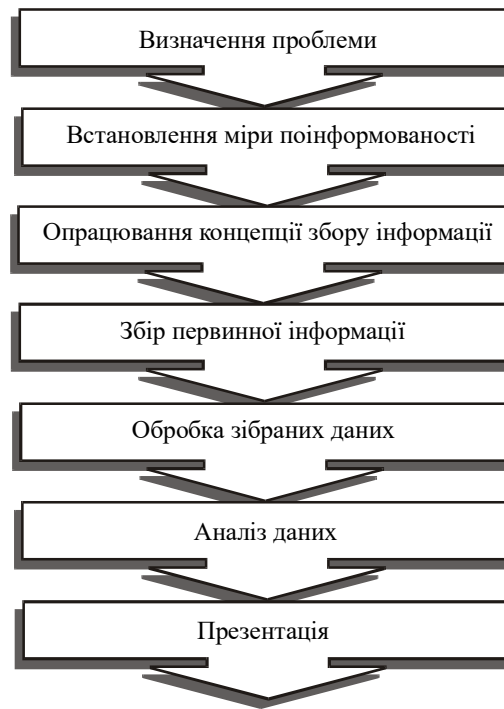 Визначення проблеми
Встановлення міри поінформованості
Опрацювання концепції збору інформації
Збір первинної інформації
Обробка зібраних даних
Аналіз даних
Презентація